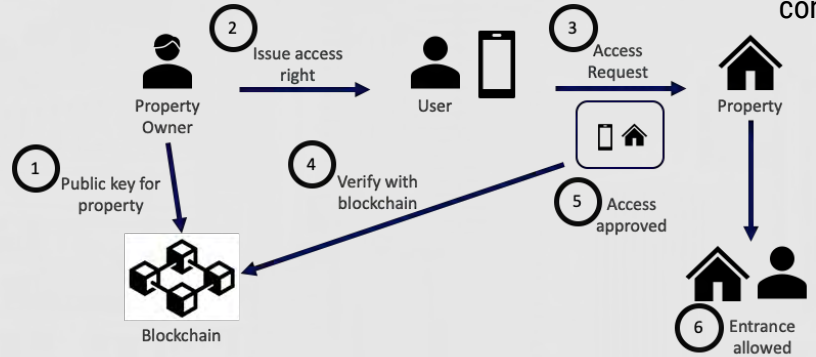 con
2
Issue access
right
3
Access
Request
Property
Owner
User
Property
1
Public key for
property
4
Verify with
blockchain
5
Access
approved
Blockchain
6
Entrance
allowed